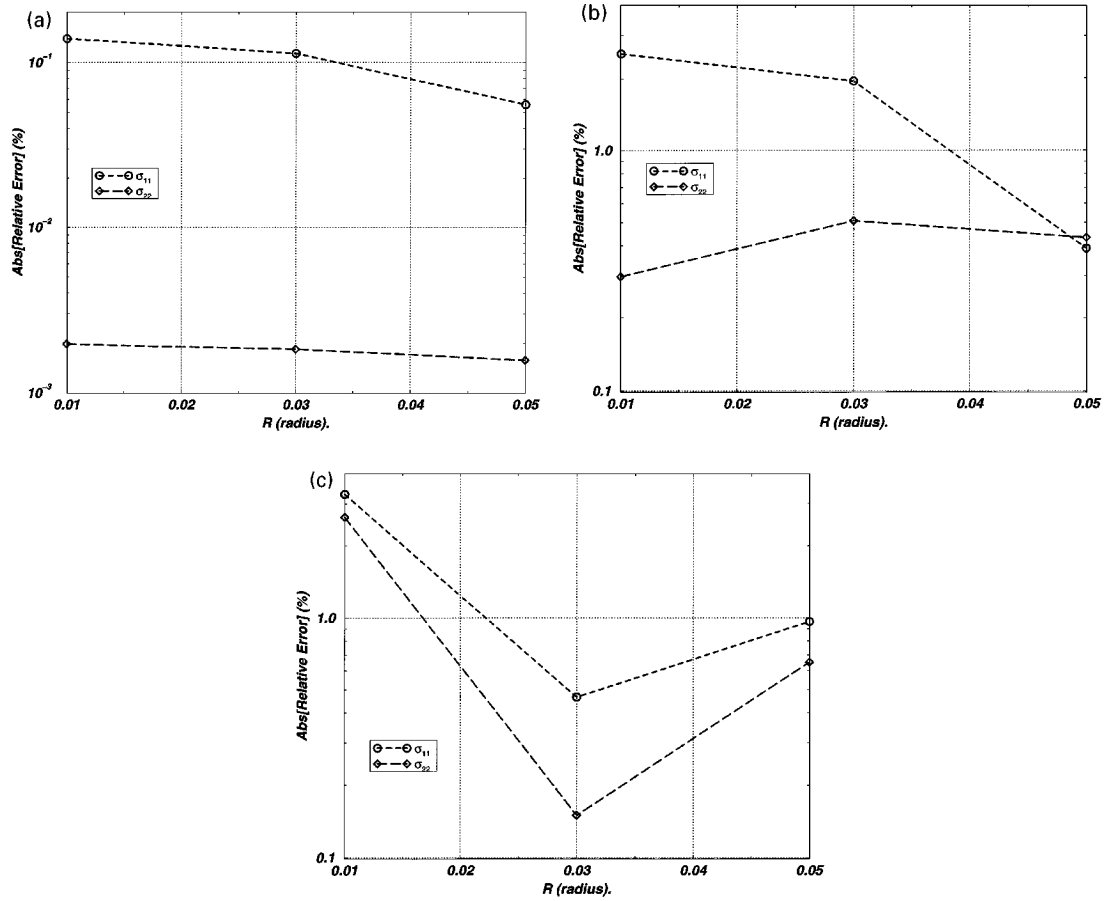 (a)
10⁻¹
10⁻²
10⁻³
Abs[Relative Error] (%)
σ₁₁
σ₂₂
0.01 0.02 0.03 0.04 0.05
R (radius).
(b)
1.0
0.1
Abs[Relative Error] (%)
σ₁₁
σ₂₂
0.01 0.02 0.03 0.04 0.05
R (radius).
(c)
1.0
0.1
Abs[Relative Error] (%)
σ₁₁
σ₂₂
0.01 0.02 0.03 0.04 0.05
R (radius).